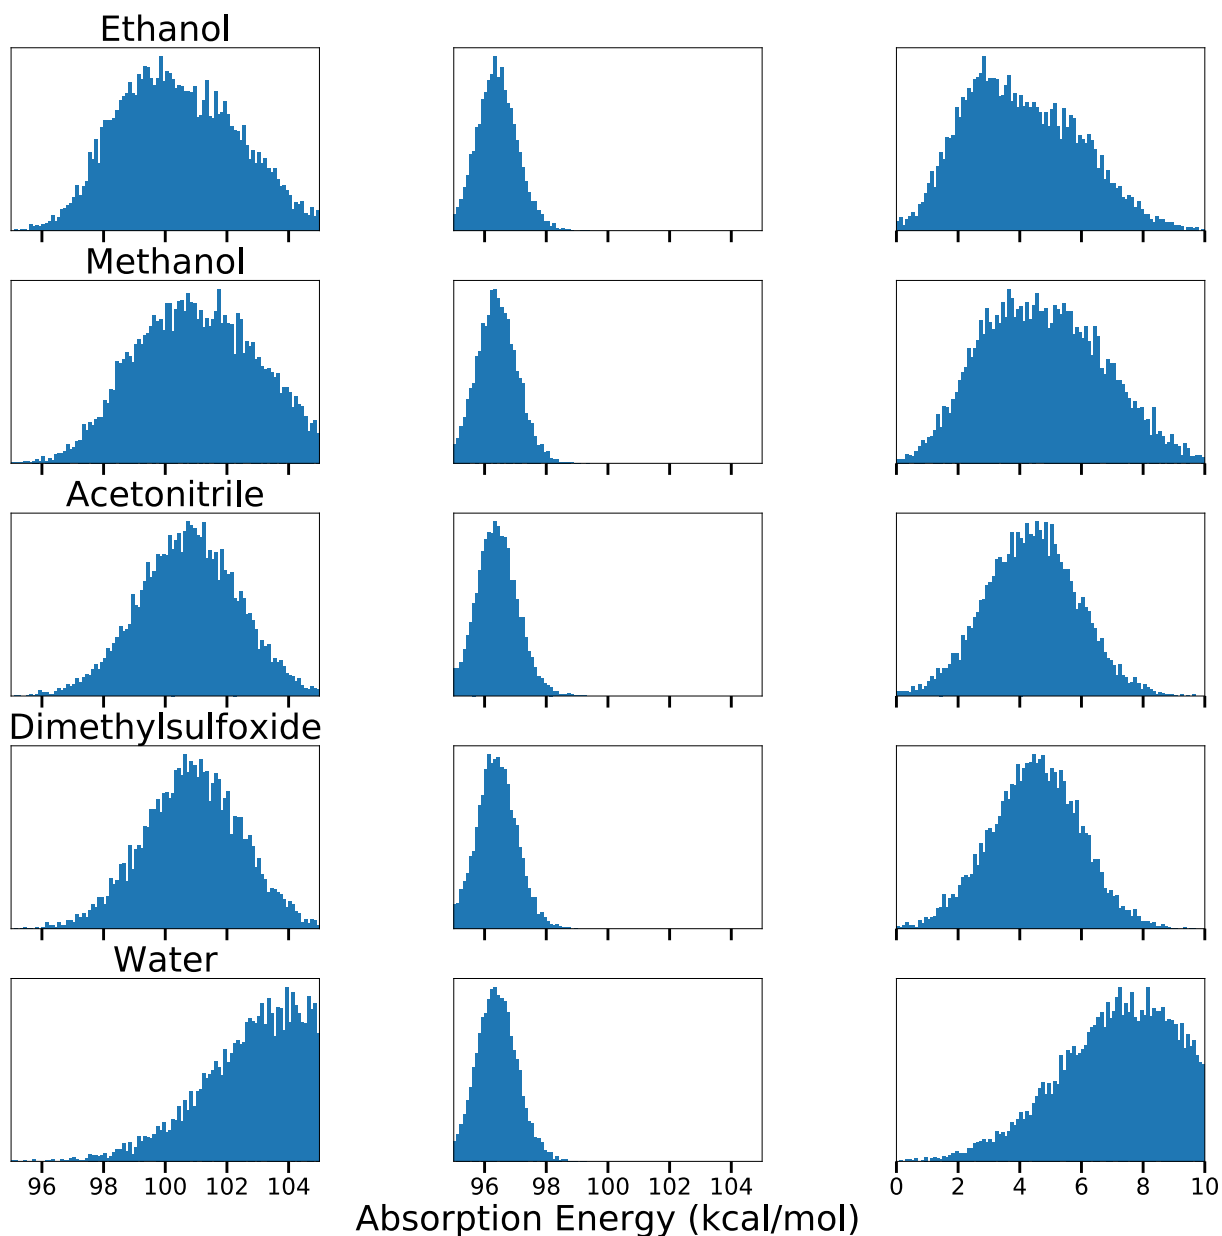 Ethanol
Methanol
Acetonitrile
Dimethylsulfoxide
Water
96 98 100 102 104 96 98 100 102 104 0 2 4 6 8 10
Absorption Energy (kcal/mol)